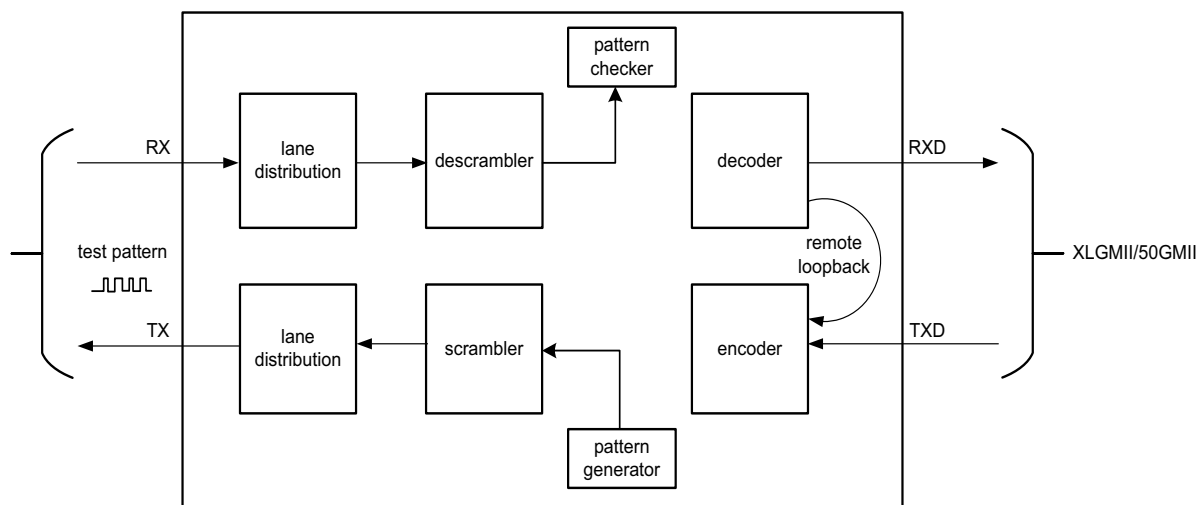 pattern
checker
RX
lane
distribution
descrambler
decoder
RXD
test pattern
remote
loopback
XLGMII/50GMII
TX
lane
distribution
scrambler
encoder
TXD
pattern
generator